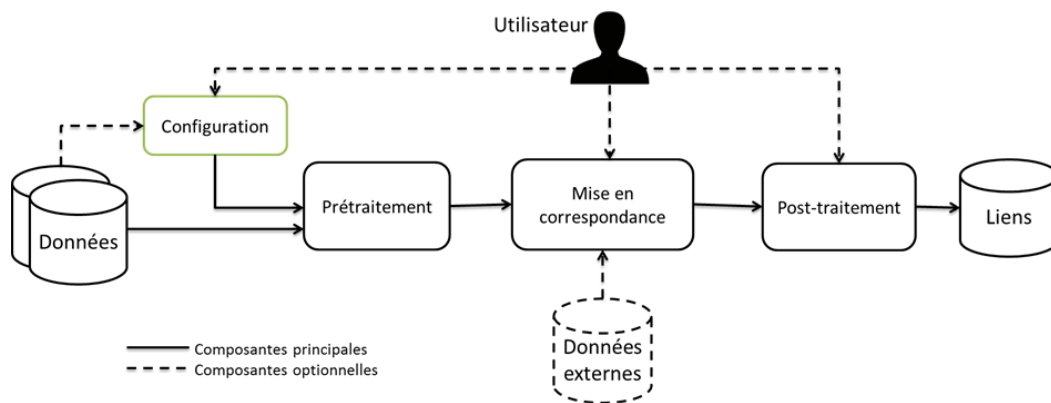 Utilisateur
Configuration
Données
Prétraitement
Mise en
correspondance
Post-traitement
Liens
Données
externes
Composantes principales
Composantes optionnelles